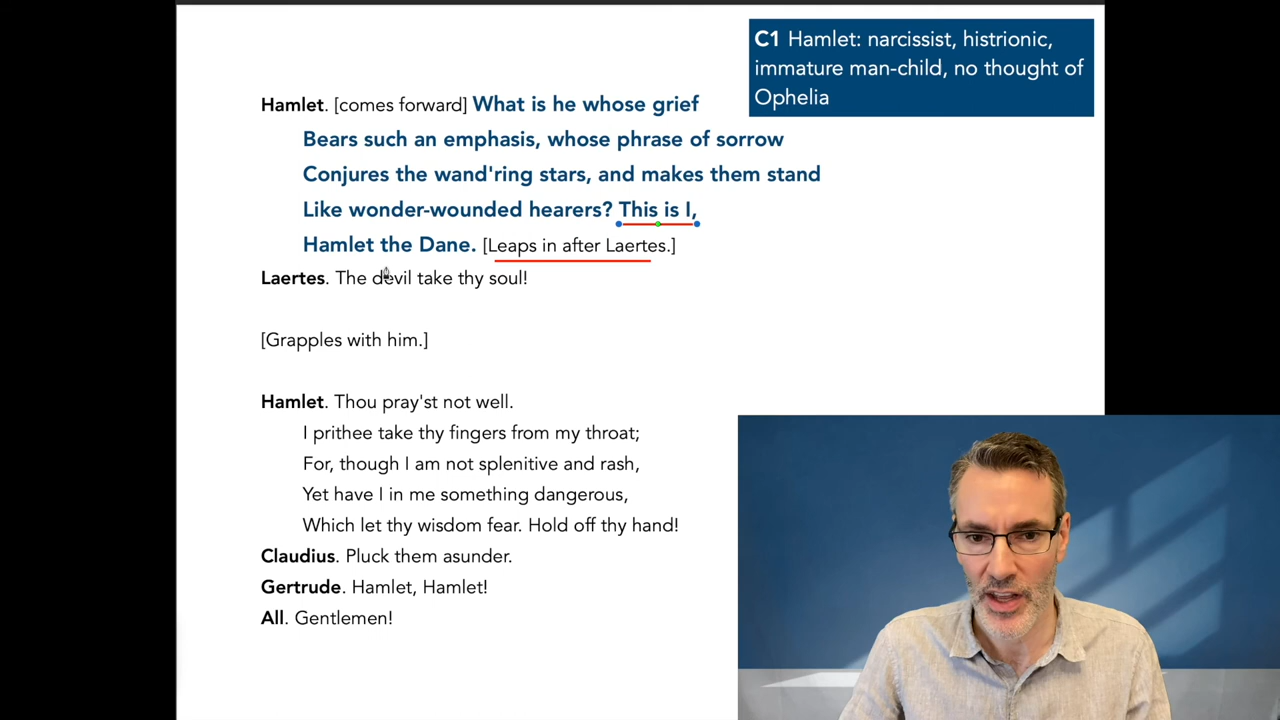 C1 Hamlet: narcissist, histrionic,
immature man-child, no thought of
Ophelia
Hamlet. [comes forward] What is he whose grief
Bears such an emphasis, whose phrase of sorrow
Conjures the wand'ring stars, and makes them stand
Like wonder-wounded hearers? This is I,
Hamlet the Dane. [Leaps in after Laertes.]
Laertes. The devil take thy soul!
[Grapples with him.]
Hamlet. Thou pray'st not well.
I prithee take thy fingers from my throat;
For, though I am not splenitive and rash,
Yet have I in me something dangerous,
Which let thy wisdom fear. Hold off thy hand!
Claudius. Pluck them asunder.
Gertrude. Hamlet, Hamlet!
All. Gentlemen!